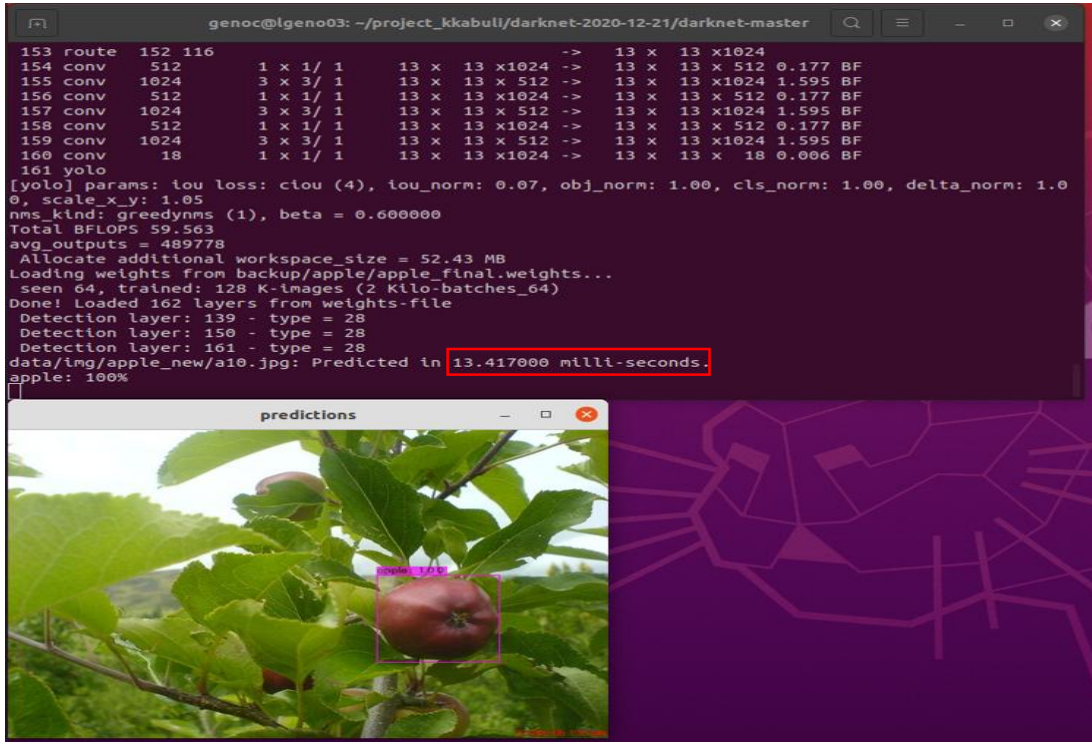 genoc@lgeno03: ~/project_kkabuli/darknet-2020-12-21/darknet-master
153 route  152 116                            ->   13 x  13 x1024
154 conv    512       1 x 1/ 1     13 x  13 x1024 ->   13 x  13 x 512 0.177 BF
155 conv   1024       3 x 3/ 1     13 x  13 x 512 ->   13 x  13 x1024 1.595 BF
156 conv    512       1 x 1/ 1     13 x  13 x1024 ->   13 x  13 x 512 0.177 BF
157 conv   1024       3 x 3/ 1     13 x  13 x 512 ->   13 x  13 x1024 1.595 BF
158 conv    512       1 x 1/ 1     13 x  13 x1024 ->   13 x  13 x 512 0.177 BF
159 conv   1024       3 x 3/ 1     13 x  13 x 512 ->   13 x  13 x1024 1.595 BF
160 conv     18       1 x 1/ 1     13 x  13 x1024 ->   13 x  13 x  18 0.006 BF
161 yolo
[yolo] params: iou loss: ciou (4), iou_norm: 0.07, obj_norm: 1.00, cls_norm: 1.00, delta_norm: 1.0
0, scale_x_y: 1.05
nms_kind: greedynms (1), beta = 0.600000
Total BFLOPS 59.563
avg_outputs = 489778
Allocate additional workspace_size = 52.43 MB
Loading weights from backup/apple/apple_final.weights...
seen 64, trained: 128 K-images (2 Kilo-batches_64)
Done! Loaded 162 layers from weights-file
Detection layer: 139 - type = 28
Detection layer: 150 - type = 28
Detection layer: 161 - type = 28
data/img/apple_new/a10.jpg: Predicted in 13.417000 milli-seconds.
apple: 100%
predictions
apple: 1.00